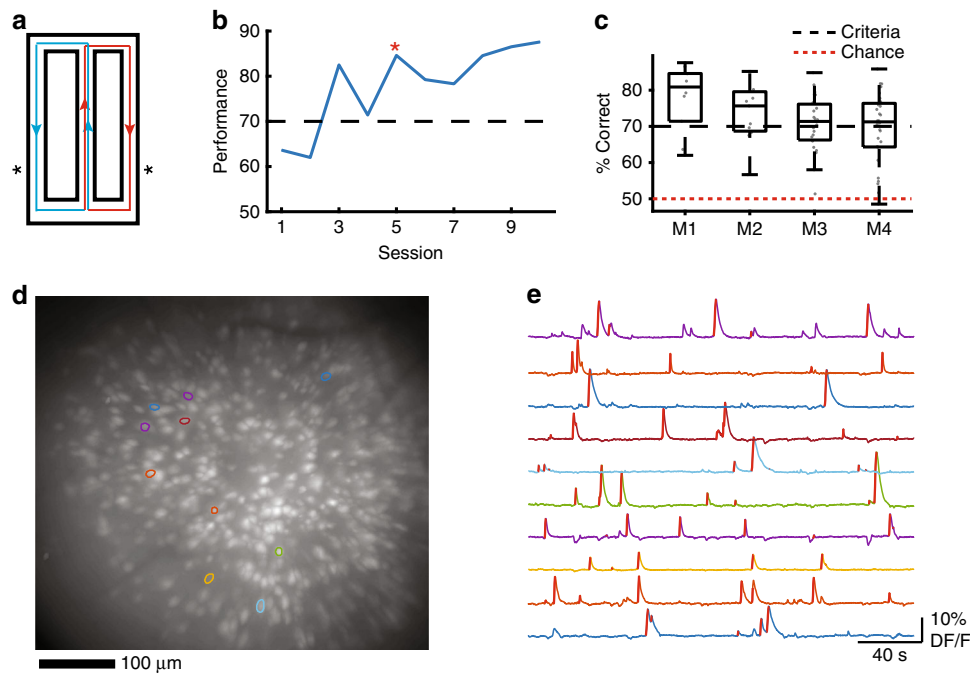 a
*
*
b
Performance
90
80
70
60
50
*
1
3
5
7
9
Session
c
Criteria
Chance
% Correct
80
70
60
50
M1
M2
M3
M4
d
100 μm
e
10%
DF/F
40 s